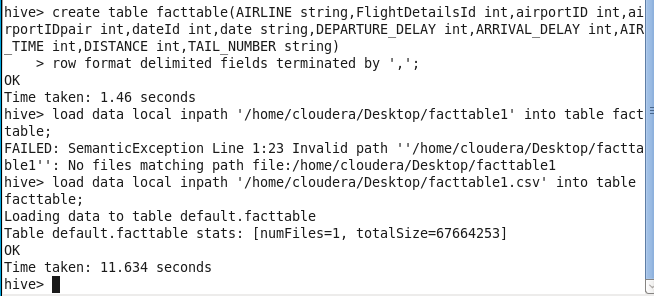 hive> create table facttable(AIRLINE string,FlightDetailsId int,airportID int,ai
rportIDpair int,dateId int,date string,DEPARTURE_DELAY int,ARRIVAL_DELAY int,AIR
_TIME int,DISTANCE int,TAIL_NUMBER string)
    > row format delimited fields terminated by ',';
OK
Time taken: 1.46 seconds
hive> load data local inpath '/home/cloudera/Desktop/facttable1' into table fact
table;
FAILED: SemanticException Line 1:23 Invalid path ''/home/cloudera/Desktop/factta
ble1'': No files matching path file:/home/cloudera/Desktop/facttable1
hive> load data local inpath '/home/cloudera/Desktop/facttable1.csv' into table
facttable;
Loading data to table default.facttable
Table default.facttable stats: [numFiles=1, totalSize=67664253]
OK
Time taken: 11.634 seconds
hive>